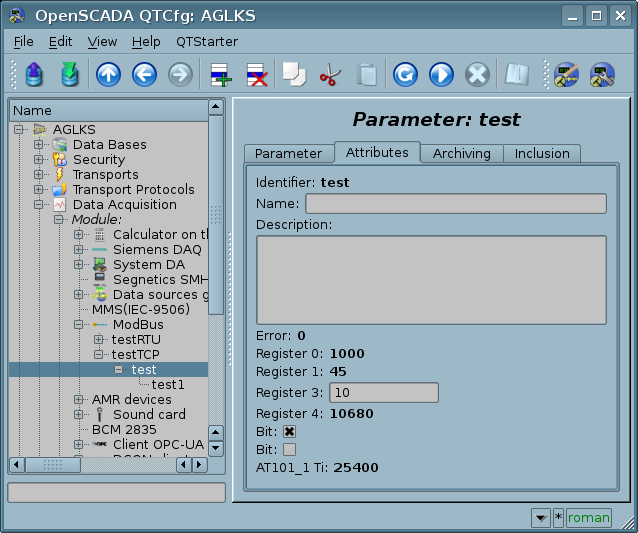 OpenSCADA QTCfg: AGLKS
File Edit View Help QTStarter
Name
AGLKS
Data Bases
Security
Transports
Transport Protocols
Data Acquisition
Module:
Calculator on th
Siemens DAQ
System DA
Segnetics SMH
Data sources g
MMS(IEC-9506)
ModBus
testRTU
testTCP
test
test1
AMR devices
Sound card
BCM 2835
Client OPC-UA
Parameter: test
Parameter Attributes Archiving Inclusion
Identifier: test
Name:
Description:
Error: 0
Register 0: 1000
Register 1: 45
Register 3: 10
Register 4: 10680
Bit:
Bit:
AT101_1 Ti: 25400
* roman